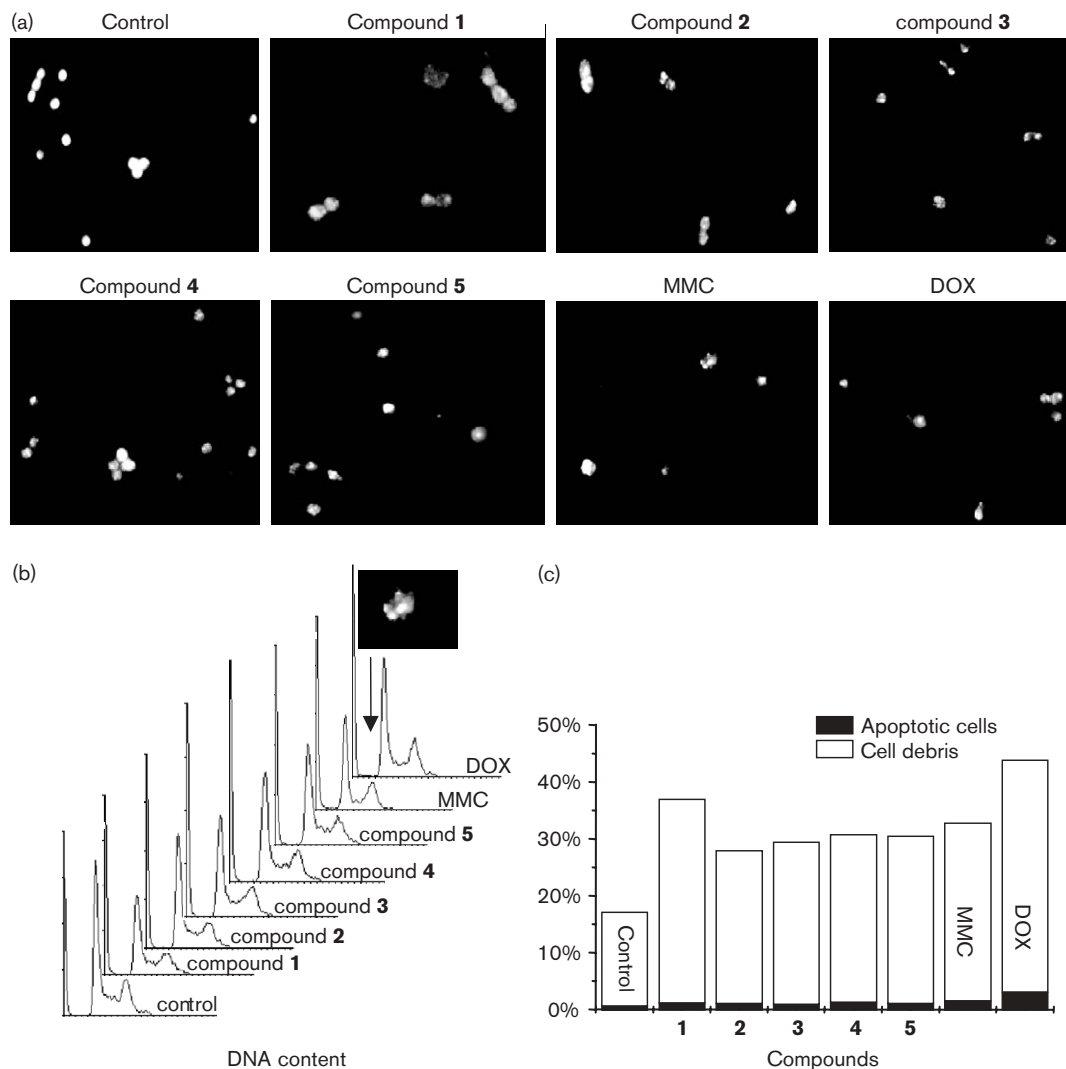 (a)
Control
Compound 1
Compound 2
compound 3
Compound 4
Compound 5
MMC
DOX
(b)
DOX
MMC
compound 5
compound 4
compound 3
compound 2
compound 1
control
DNA content
(c)
Apoptotic cells
Cell debris
50%
40%
30%
20%
10%
0%
Control
MMC
DOX
1 2 3 4 5
Compounds